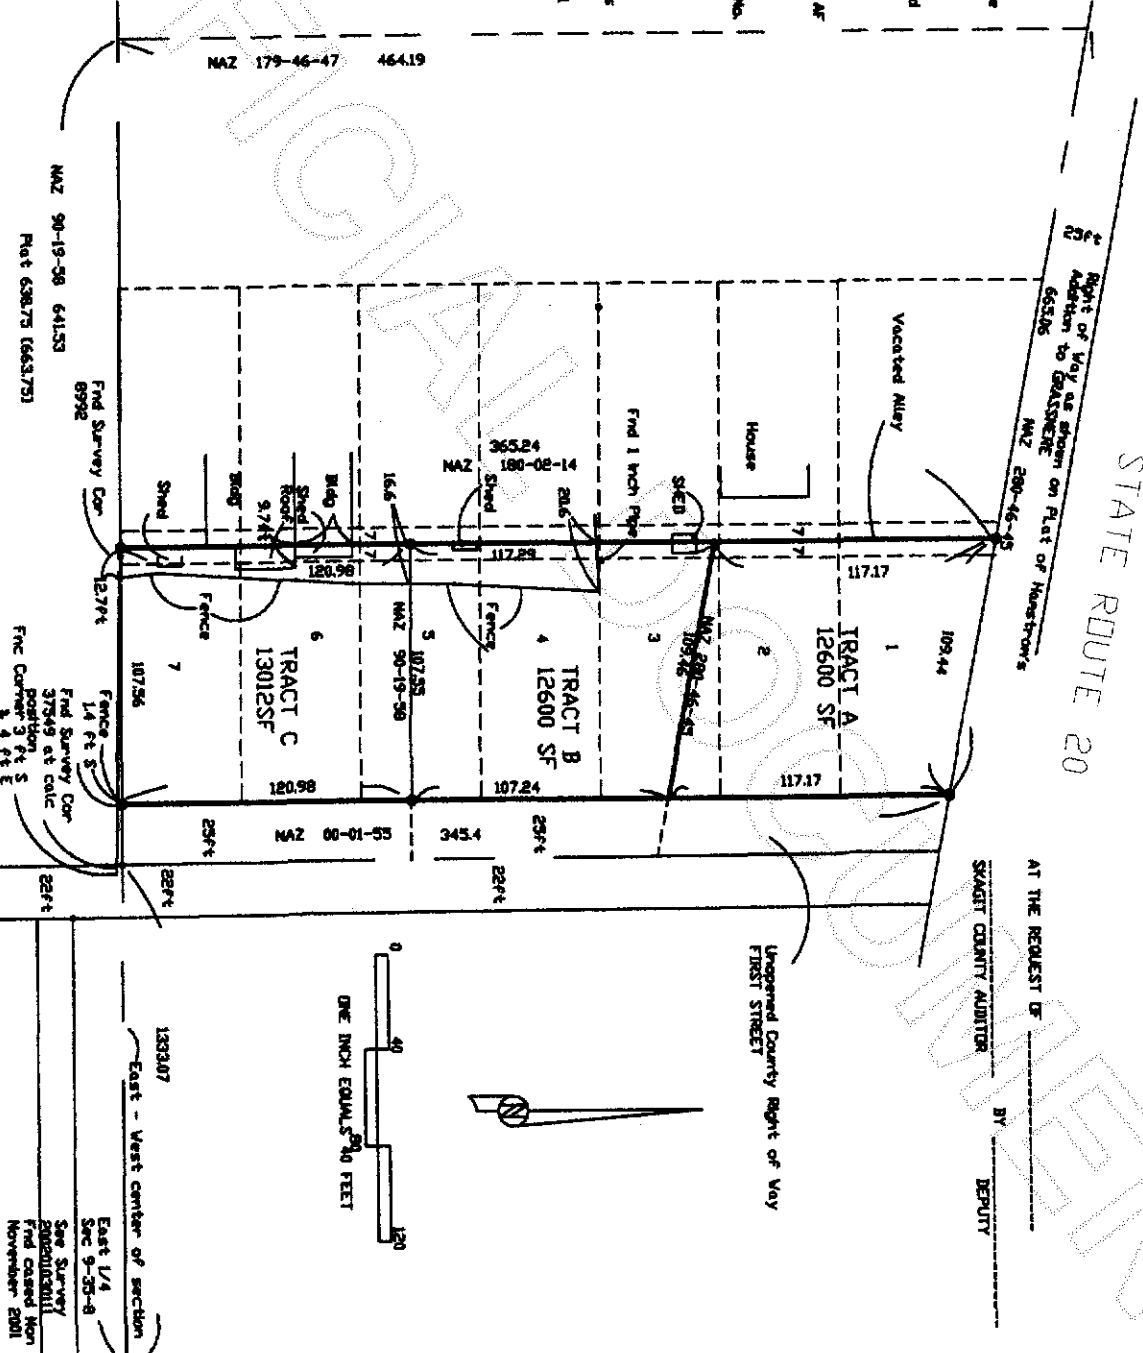 STATE ROUTE 20
25ft
Right of Way as shown on Plat of Hamstrom's
Addition to GRASSMERE
663.06 NAZ 280-46-45
AT THE REQUEST OF
SKAGIT COUNTY AUDITOR BY DEPUTY
NAZ 179-46-47 464.19
Vacated Alley
House
SHED
Fnd 1 Inch Pipe
365.24
NAZ 180-02-14
20.6
Shed
16.6
Bldg
Shed
Roof
9.7 ft
Bldg
Shed
Fnd Survey Cor
8992
NAZ 90-19-58 641.53
Plat 638.75 [663.75]
7 7
7 7
117.17
117.29
120.98
109.44
1
TRACT A
12600 SF
2
NAZ 280-46-45
109.46
3
TRACT B
12600 SF
4
5
107.55
NAZ 90-19-58
6
TRACT C
13012SF
7
Fence
Fence
12.7ft
107.56
117.17
107.24
120.98
Fence
1.4 ft S
Fnd Survey Cor
37549 at calc
position
Fnc Corner 3 ft S
& 4 ft E
NAZ 00-01-55 345.4
25ft
25ft
22ft
22ft
22ft
Unopened County Right of Way
FIRST STREET
N
0 40 80 120
ONE INCH EQUALS 40 FEET
1333.07
East - West center of section
East 1/4
Sec 9-35-8
See Survey
200201030111
Fnd cased Mon
November 2001
AF
No.
OFFICIAL DOCUMENT